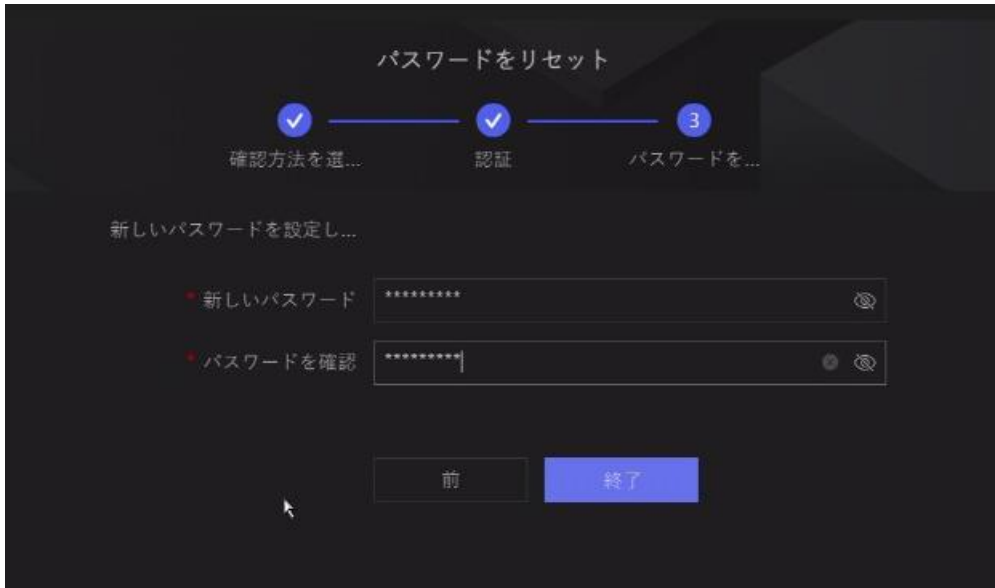 パスワードをリセット
3
確認方法を選...
認証
パスワードを...
新しいパスワードを設定し...
* 新しいパスワード *********
* パスワードを確認 *********
前
終了